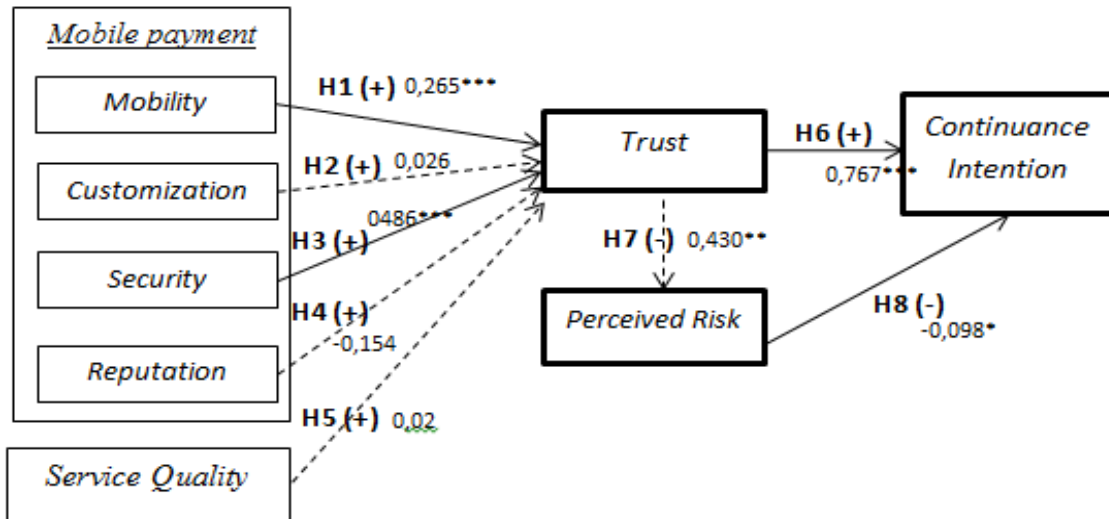 Mobile payment
Mobility
Customization
Security
Reputation
Service Quality
H1 (+) 0,265***
H2 (+) 0,026
H3 (+) 0486***
H4 (+)
-0,154
H5 (+) 0,02
Trust
H6 (+)
0,767***
H7 (-) 0,430**
Perceived Risk
H8 (-)
-0,098*
Continuance
Intention